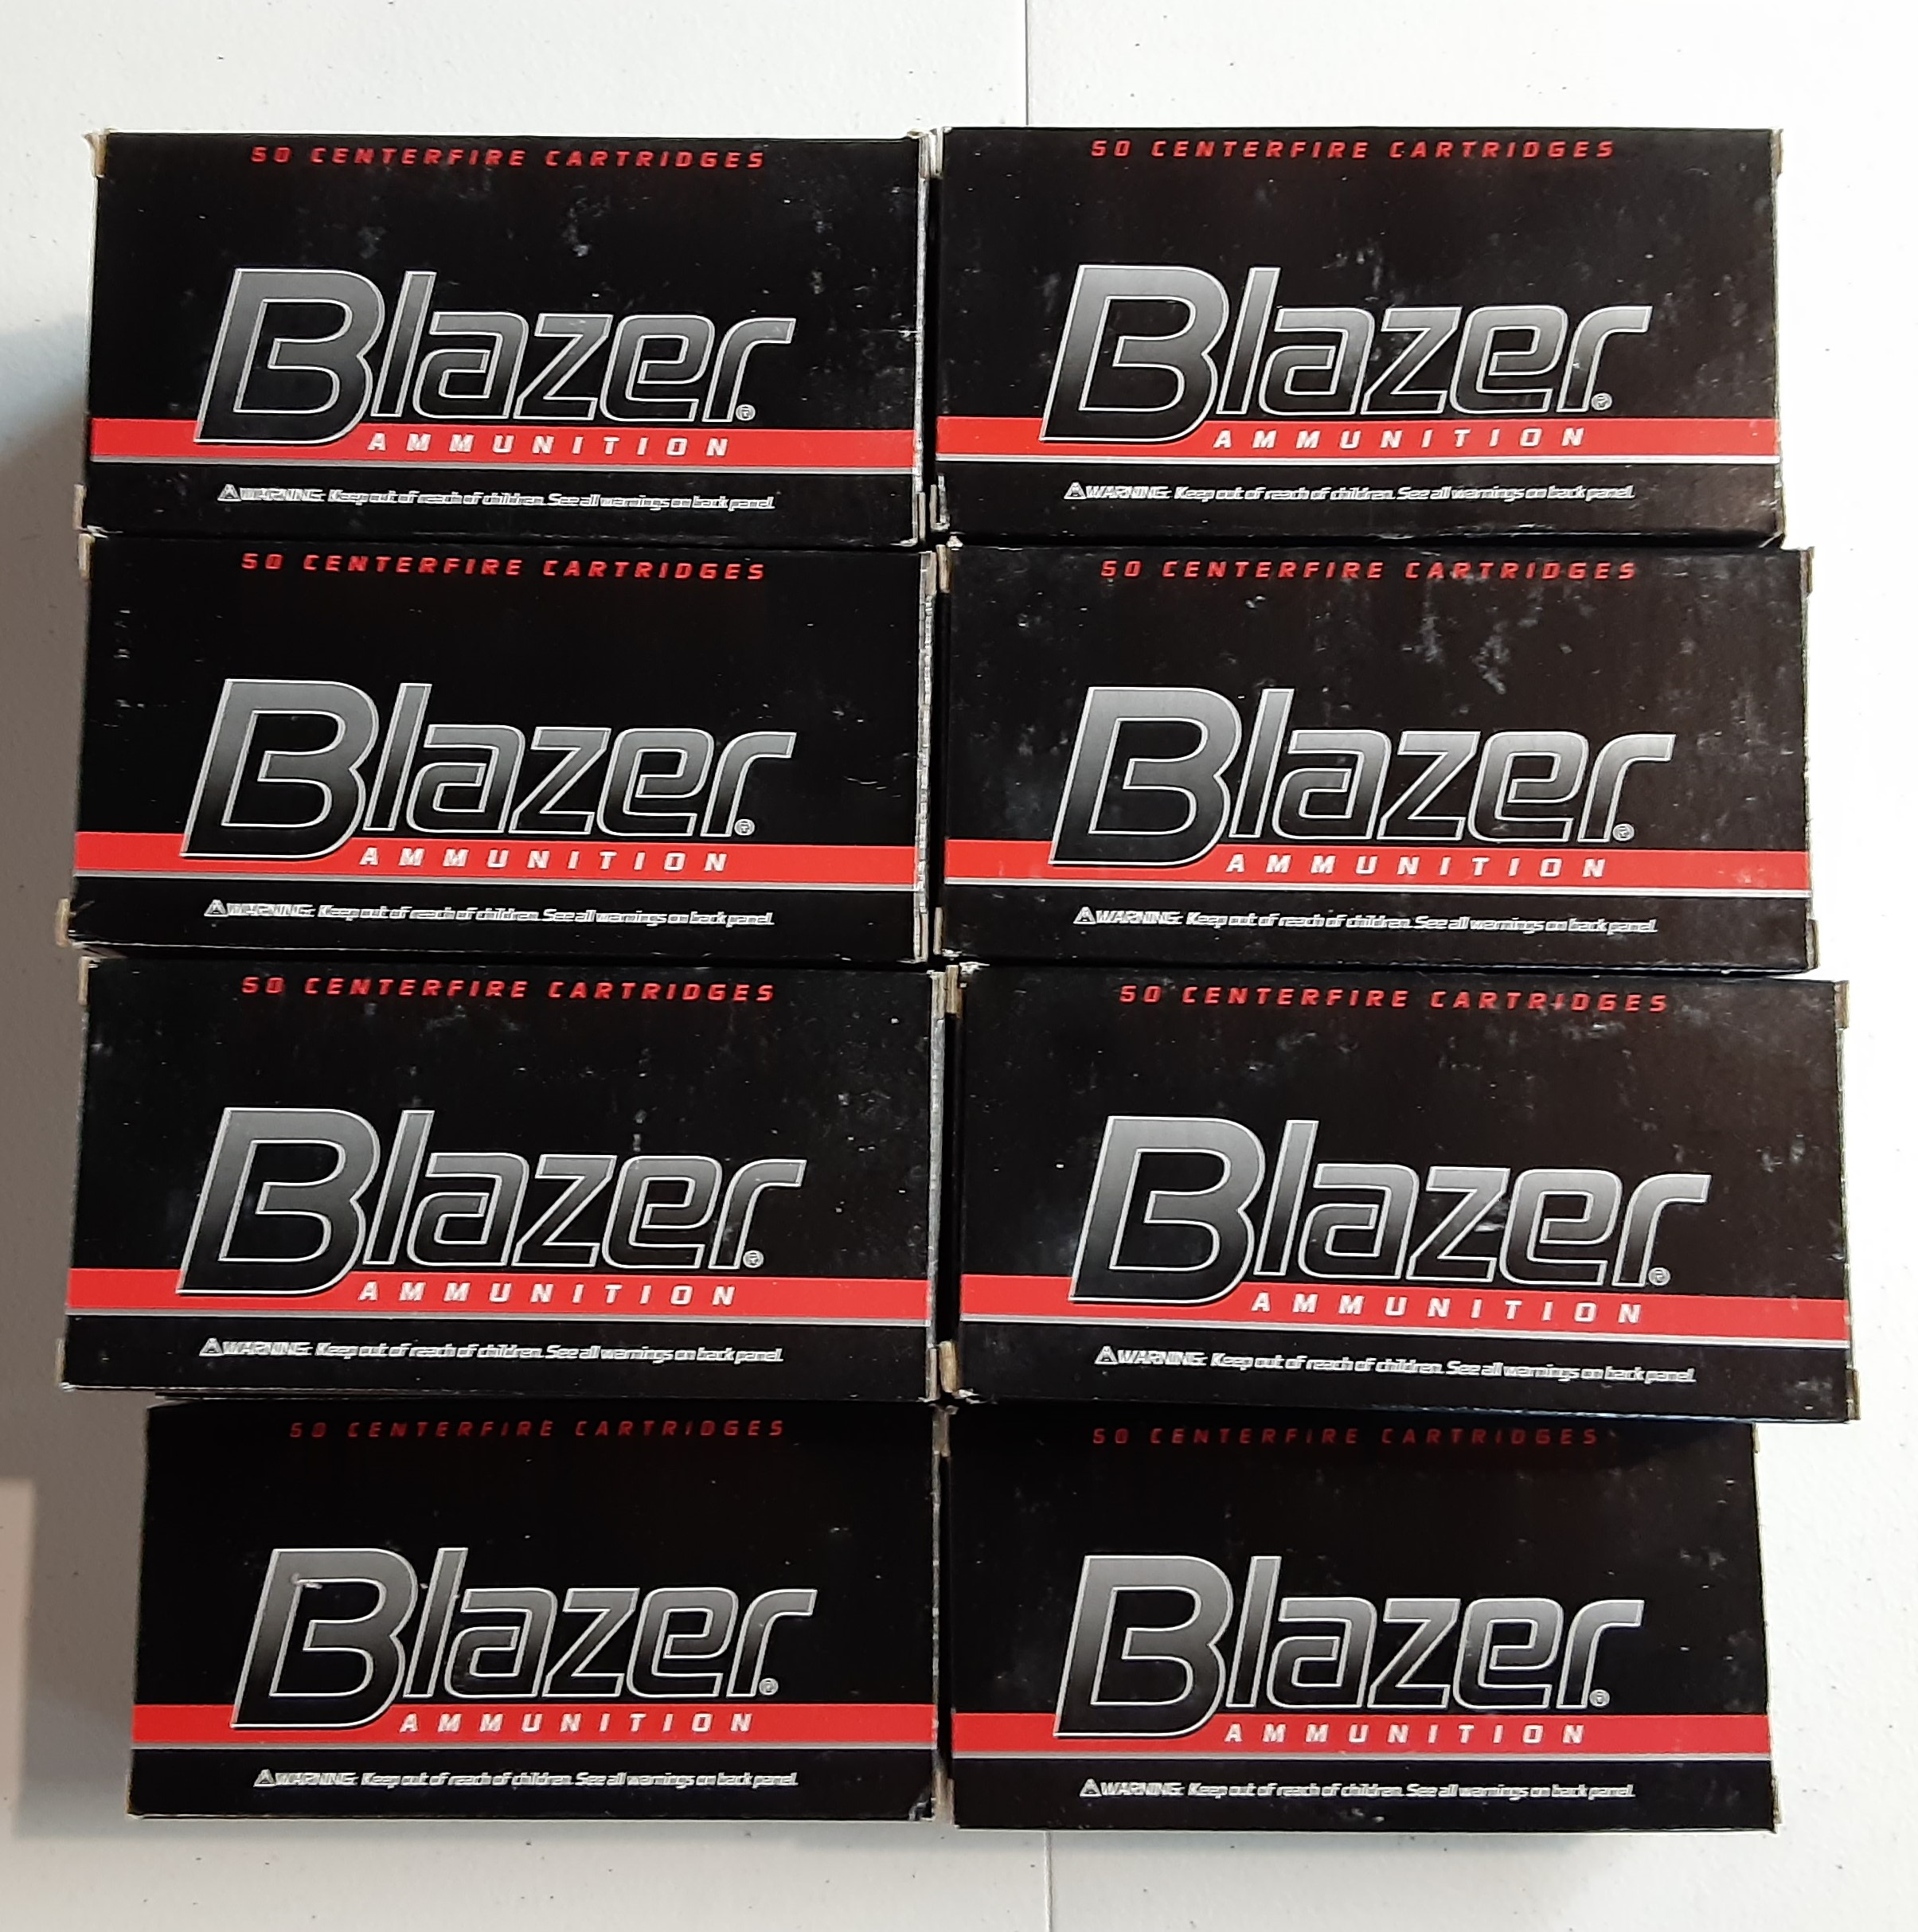 50 CENTERFIRE CARTRIDGES
Blazer®
AMMUNITION
⚠WARNING: Keep out of reach of children. See all warnings on back panel.
50 CENTERFIRE CARTRIDGES
Blazer®
AMMUNITION
⚠WARNING: Keep out of reach of children. See all warnings on back panel.
50 CENTERFIRE CARTRIDGES
Blazer®
AMMUNITION
⚠WARNING: Keep out of reach of children. See all warnings on back panel.
50 CENTERFIRE CARTRIDGES
Blazer®
AMMUNITION
⚠WARNING: Keep out of reach of children. See all warnings on back panel.
50 CENTERFIRE CARTRIDGES
Blazer®
AMMUNITION
⚠WARNING: Keep out of reach of children. See all warnings on back panel.
50 CENTERFIRE CARTRIDGES
Blazer®
AMMUNITION
⚠WARNING: Keep out of reach of children. See all warnings on back panel.
50 CENTERFIRE CARTRIDGES
Blazer®
AMMUNITION
⚠WARNING: Keep out of reach of children. See all warnings on back panel.
50 CENTERFIRE CARTRIDGES
Blazer®
AMMUNITION
⚠WARNING: Keep out of reach of children. See all warnings on back panel.